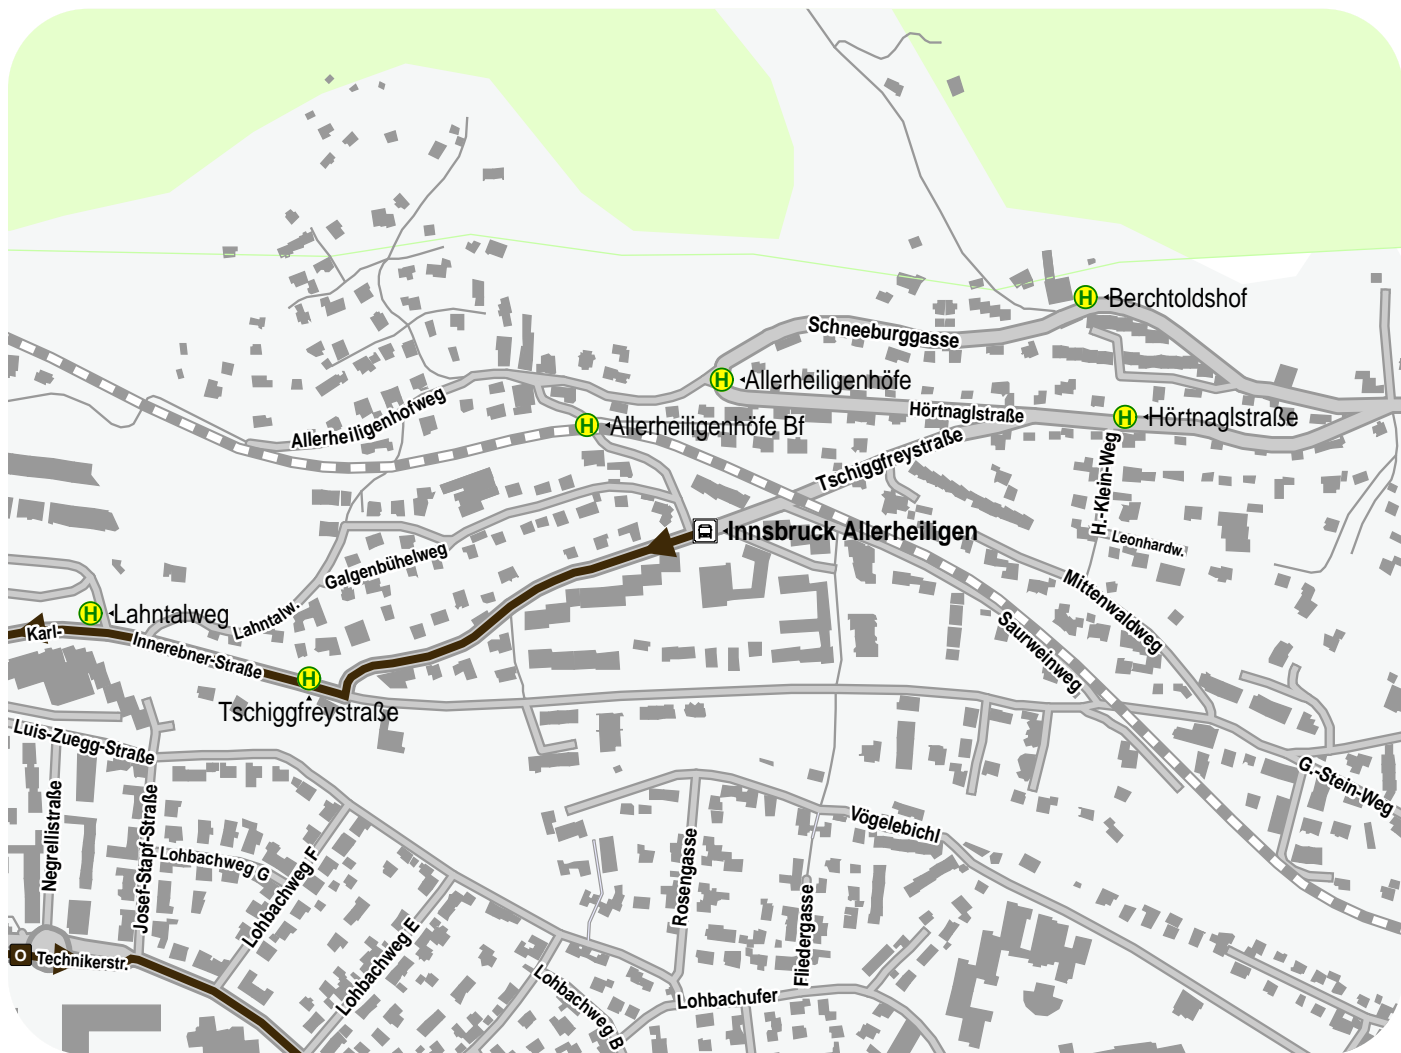 H Berchtoldshof
Schneeburggasse
H Allerheiligenhöfe
Hörtnaglstraße
H Hörtnaglstraße
Allerheiligenhofweg
H Allerheiligenhöfe Bf
Tschiggfreystraße
H.-Klein-Weg
Innsbruck Allerheiligen
Leonhardw.
Galgenbühelweg
Mittenwaldweg
H Lahntalweg
Lahntalw.
Karl-
Innerebner-Straße
Saurweinweg
H
Tschiggfreystraße
Luis-Zuegg-Straße
G.-Stein-Weg
Negrellistraße
Josef-Stapf-Straße
Vögelebichl
Lohbachweg G
Lohbachweg F
Rosengasse
Lohbachweg E
Fliedergasse
O
Technikerstr.
Lohbachweg B
Lohbachufer